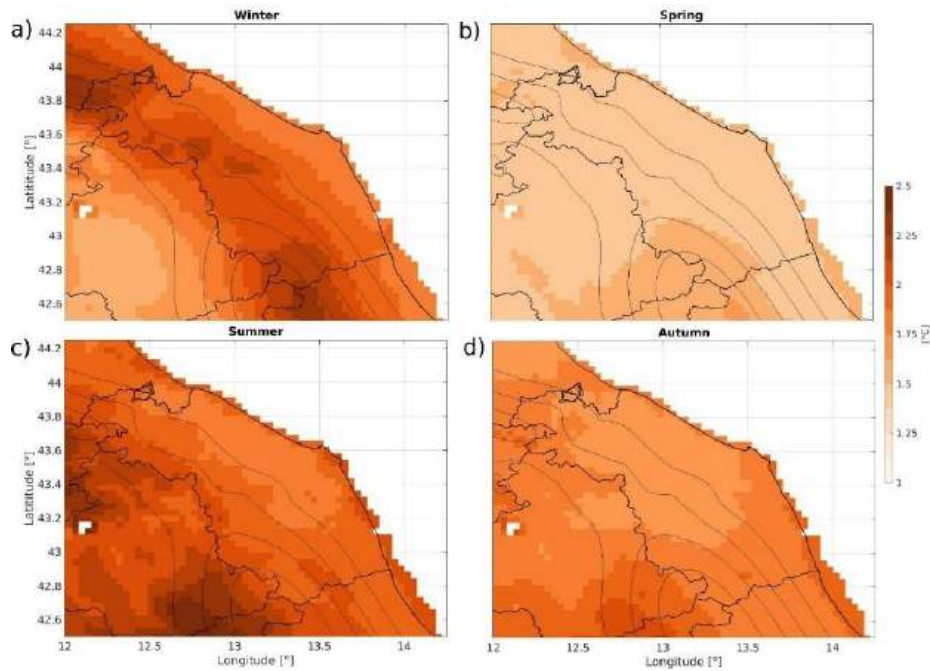 Winter
Spring
a)
b)
44.2
44
43.8
43.6
43.4
43.2
43
42.8
42.6
Latitude [°]
2.5
2.25
2
1.75
1.5
1.25
1
[°C]
Summer
Autumn
c)
d)
44.2
44
43.8
43.6
43.4
43.2
43
42.8
42.6
Latitude [°]
12
12.5
13
13.5
14
Longitude [°]
12
12.5
13
13.5
14
Longitude [°]